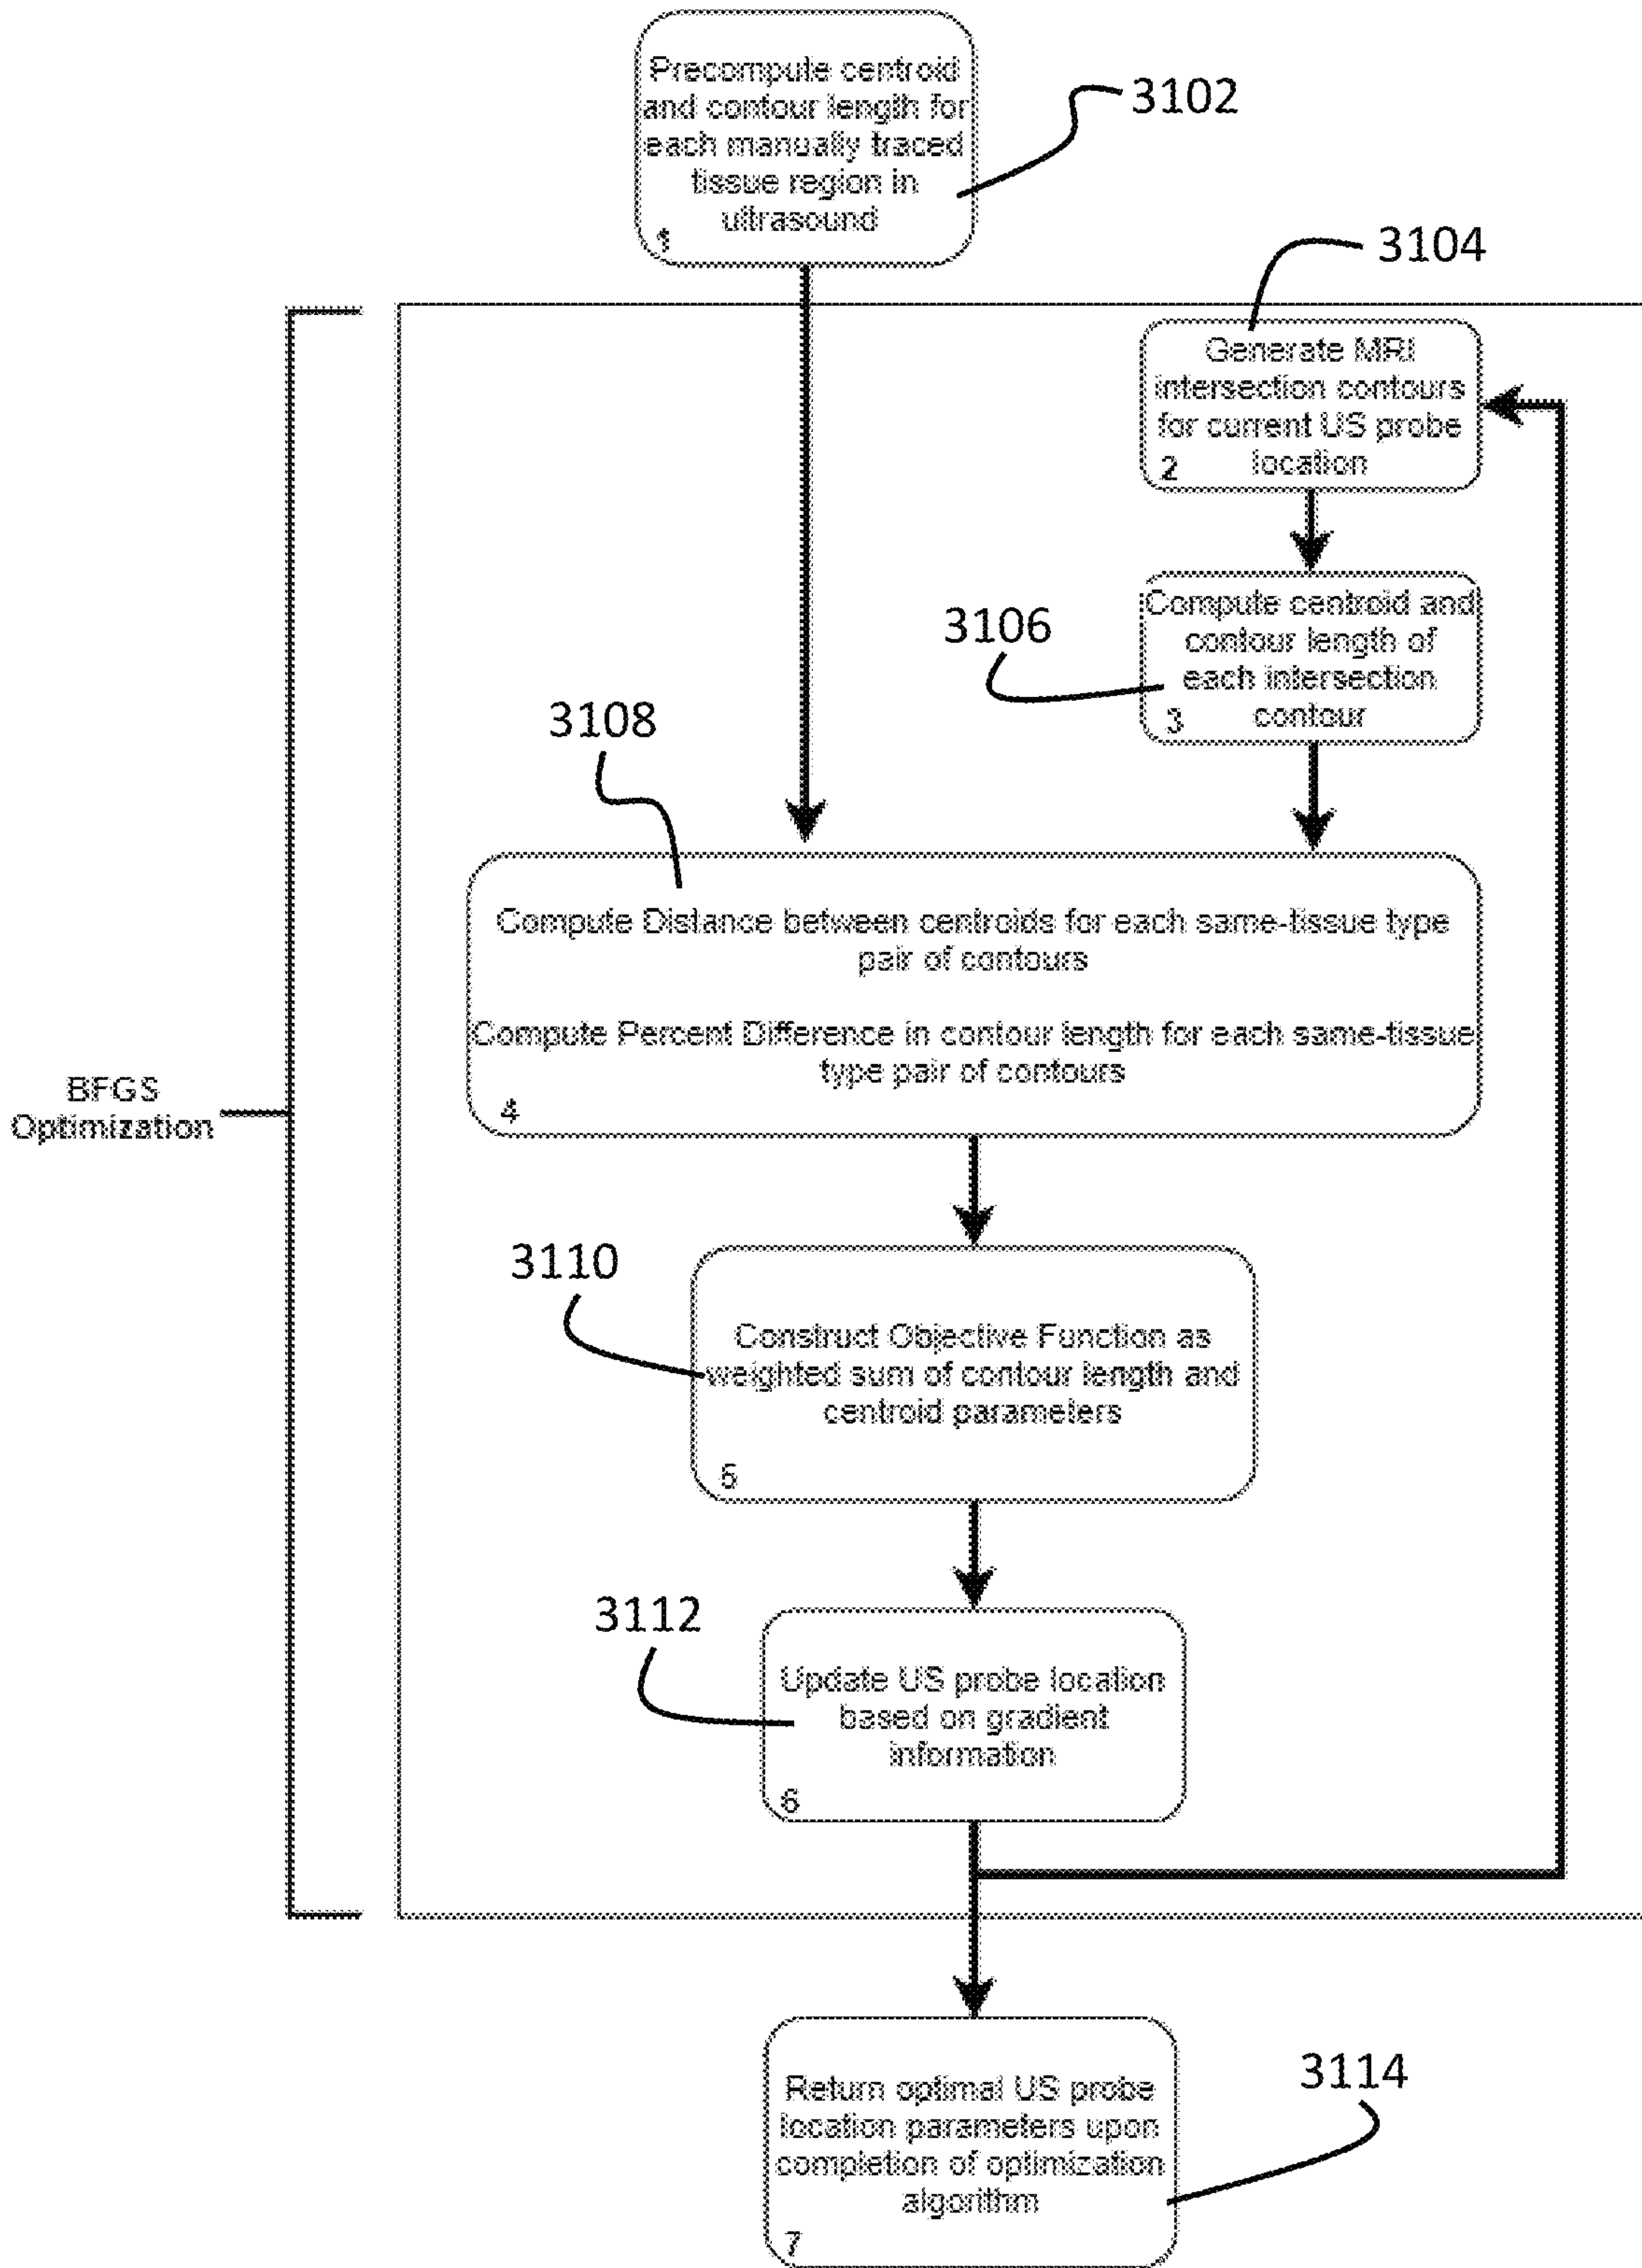 Precompute centroid
and contour length for
each manually traced
tissue region in
ultrasound
1
3102
3104
Generate MRI
intersection contours
for current US probe
location
2
3106
Compute centroid and
contour length of
each intersection
contour
3
3108
Compute Distance between centroids for each same-tissue type
pair of contours
Compute Percent Difference in contour length for each same-tissue
type pair of contours
4
BFGS
Optimization
3110
Construct Objective Function as
weighted sum of contour length and
centroid parameters
5
3112
Update US probe location
based on gradient
information
6
3114
Return optimal US probe
location parameters upon
completion of optimization
algorithm
7